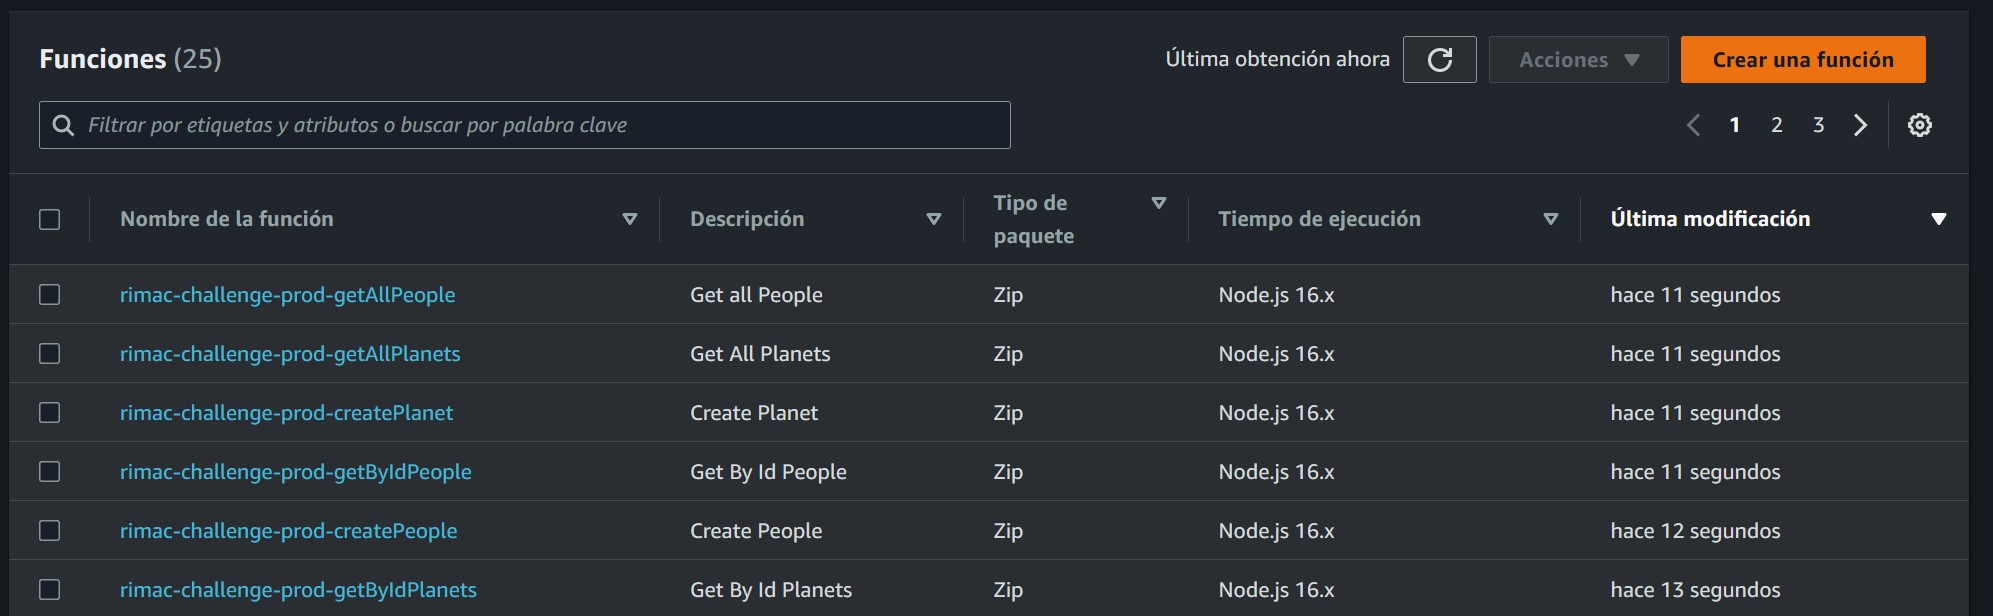 Funciones (25)
Última obtención ahora
Acciones
Crear una función
Filtrar por etiquetas y atributos o buscar por palabra clave
1 2 3
Nombre de la función
Descripción
Tipo de
paquete
Tiempo de ejecución
Última modificación
rimac-challenge-prod-getAllPeople Get all People Zip Node.js 16.x hace 11 segundos
rimac-challenge-prod-getAllPlanets Get All Planets Zip Node.js 16.x hace 11 segundos
rimac-challenge-prod-createPlanet Create Planet Zip Node.js 16.x hace 11 segundos
rimac-challenge-prod-getByIdPeople Get By Id People Zip Node.js 16.x hace 11 segundos
rimac-challenge-prod-createPeople Create People Zip Node.js 16.x hace 12 segundos
rimac-challenge-prod-getByIdPlanets Get By Id Planets Zip Node.js 16.x hace 13 segundos